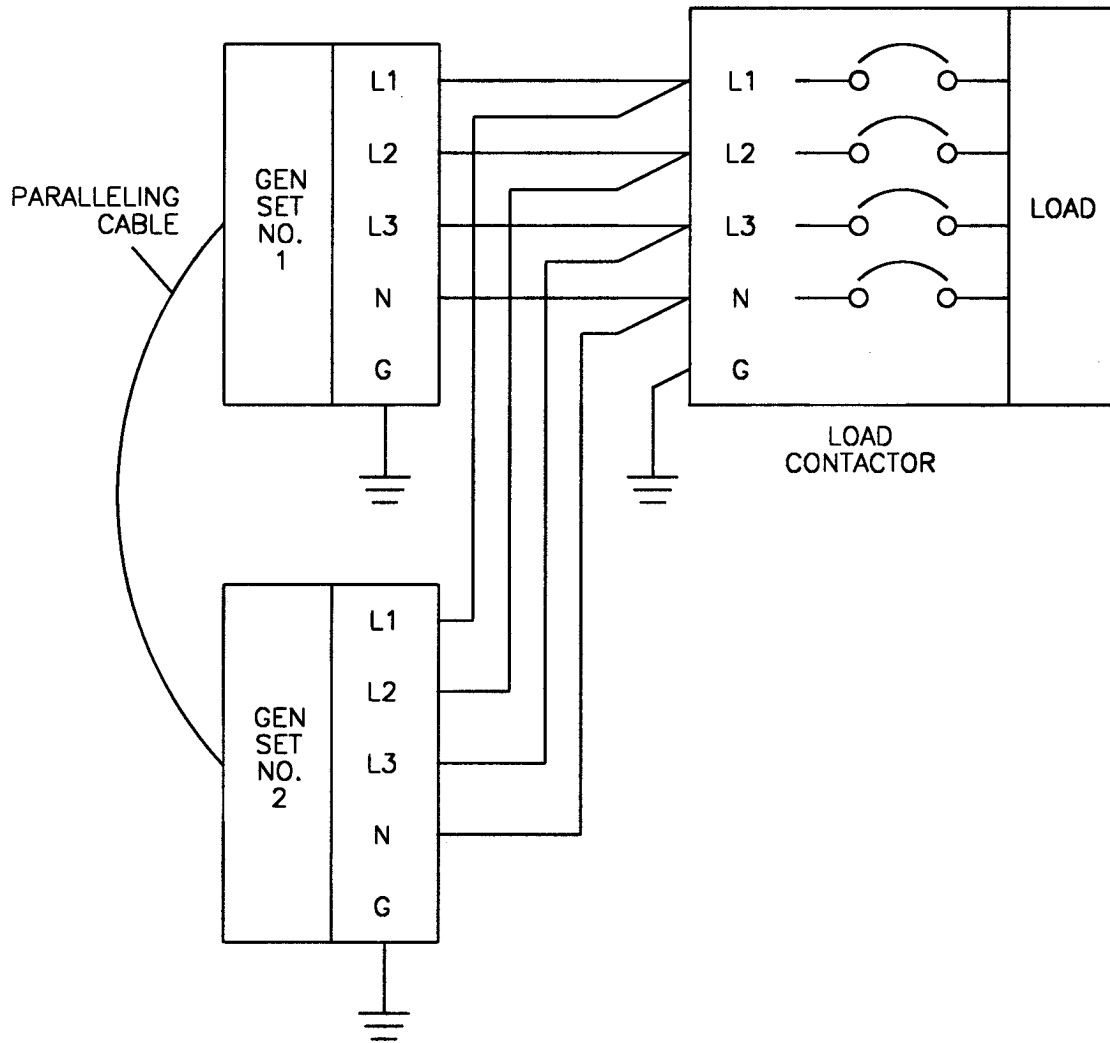 PARALLELING
CABLE
GEN
SET
NO.
1
L1
L2
L3
N
G
L1
L2
L3
N
G
LOAD
LOAD
CONTACTOR
GEN
SET
NO.
2
L1
L2
L3
N
G